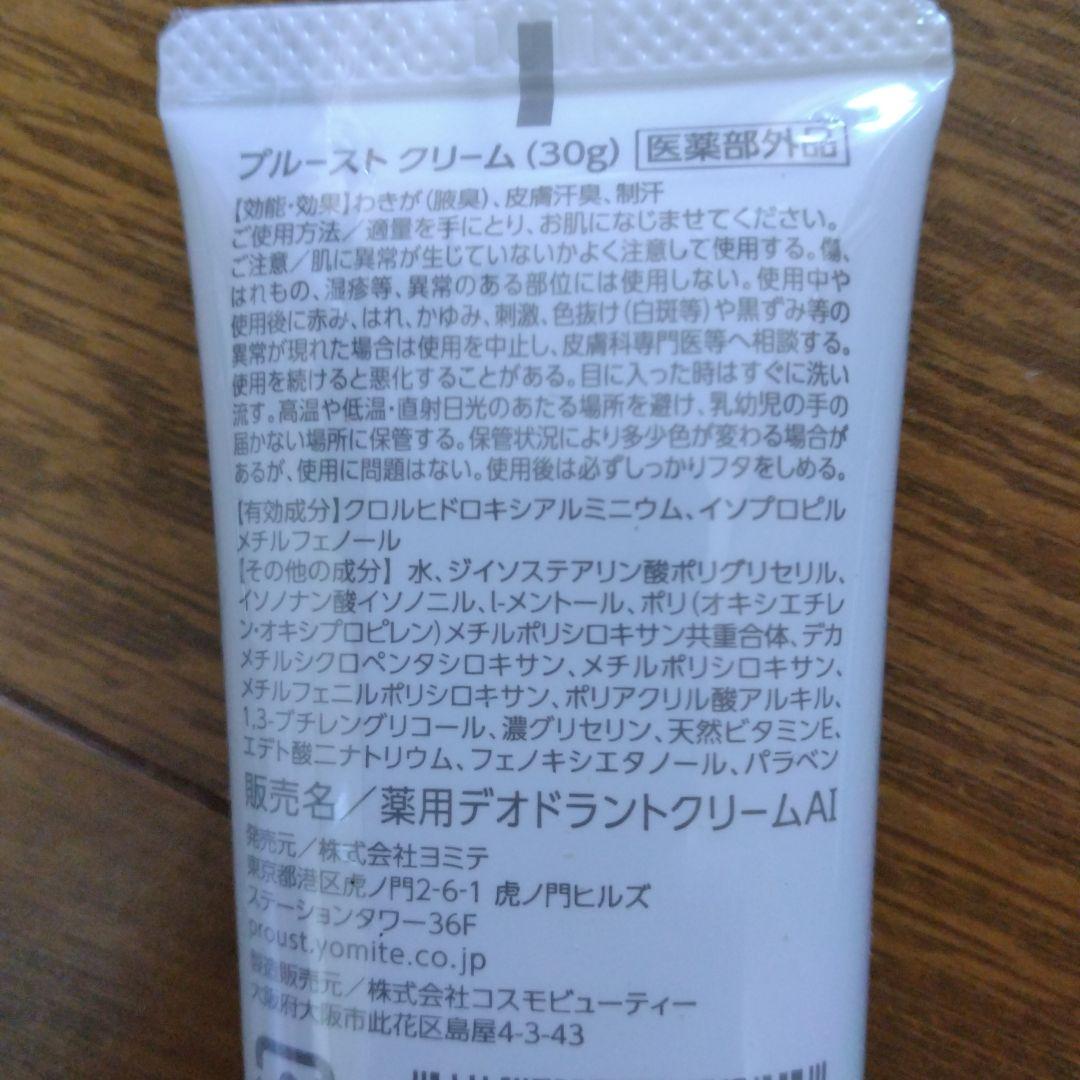 プルースト クリーム (30g) 医薬部外品
【効能・効果】わきが(腋臭)、皮膚汗臭、制汗
ご使用方法／適量を手にとり、お肌になじませてください。
ご注意／肌に異常が生じていないかよく注意して使用する。傷、
はれもの、湿疹等、異常のある部位には使用しない。使用中や
使用後に赤み、はれ、かゆみ、刺激、色抜け(白斑等)や黒ずみ等の
異常が現れた場合は使用を中止し、皮膚科専門医等へ相談する。
使用を続けると悪化することがある。目に入った時はすぐに洗い
流す。高温や低温・直射日光のあたる場所を避け、乳幼児の手の
届かない場所に保管する。保管状況により多少色が変わる場合が
あるが、使用に問題はない。使用後は必ずしっかりフタをしめる。
【有効成分】クロルヒドロキシアルミニウム、イソプロピル
メチルフェノール
【その他の成分】 水、ジイソステアリン酸ポリグリセリル、
イソノナン酸イソノニル、l-メントール、ポリ(オキシエチレ
ン・オキシプロピレン)メチルポリシロキサン共重合体、デカ
メチルシクロペンタシロキサン、メチルポリシロキサン、
メチルフェニルポリシロキサン、ポリアクリル酸アルキル、
1,3-ブチレングリコール、濃グリセリン、天然ビタミンE、
エデト酸二ナトリウム、フェノキシエタノール、パラベン
販売名／薬用デオドラントクリームAI
発売元／株式会社ヨミテ
東京都港区虎ノ門2-6-1 虎ノ門ヒルズ
ステーションタワー36F
proust.yomite.co.jp
製造販売元／株式会社コスモビューティー
大阪府大阪市此花区島屋4-3-43